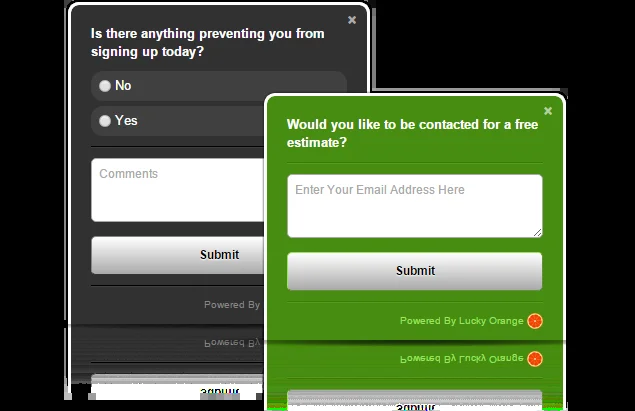 ×
Is there anything preventing you from
signing up today?
No
Yes
Comments
Submit
Powered By
×
Would you like to be contacted for a free
estimate?
Enter Your Email Address Here
Submit
Powered By Lucky Orange